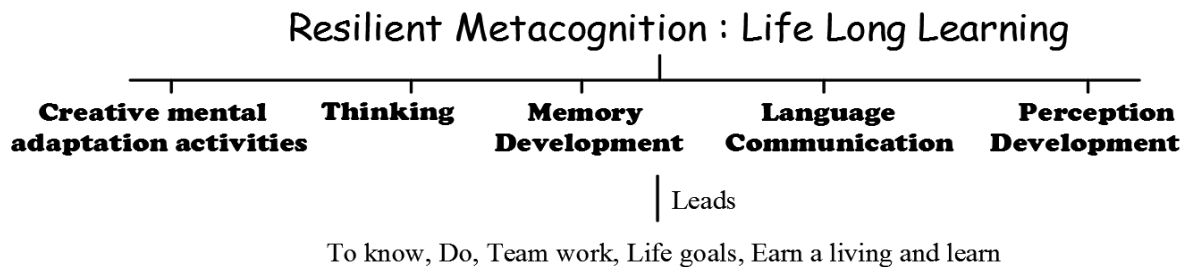 Resilient Metacognition : Life Long Learning
Creative mental
adaptation activities
Thinking
Memory
Development
Language
Communication
Perception
Development
Leads
To know, Do, Team work, Life goals, Earn a living and learn